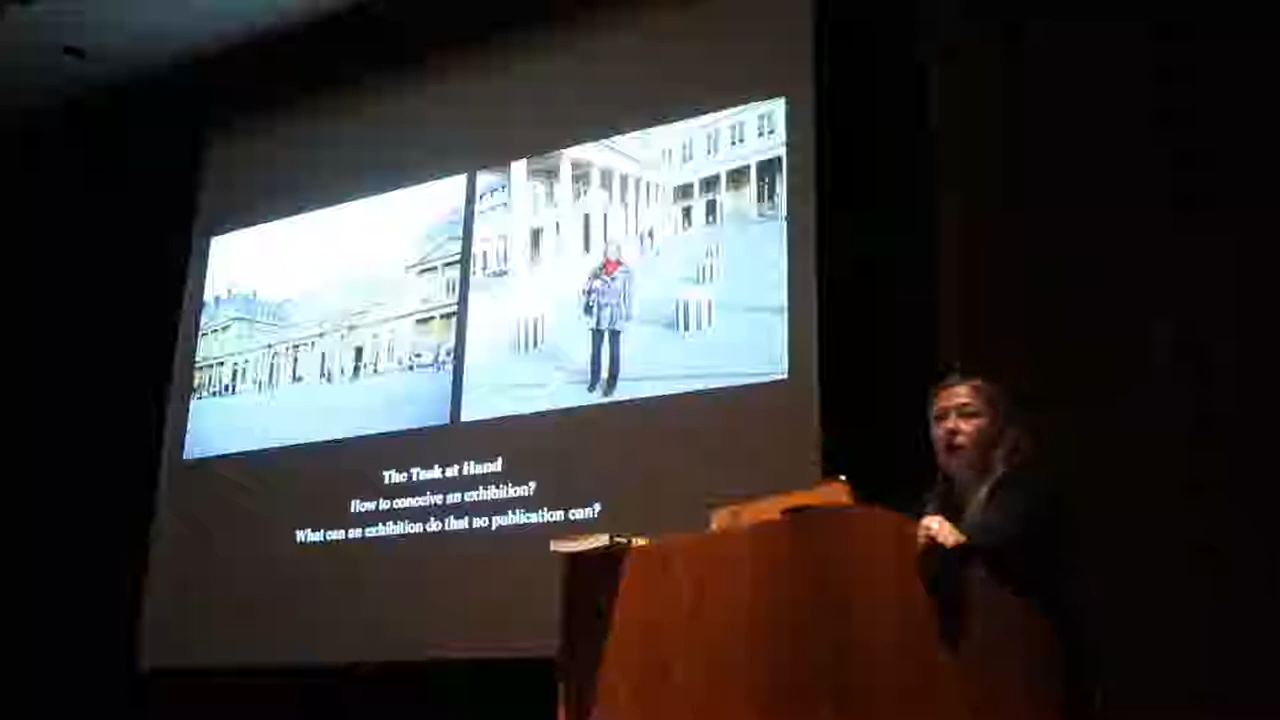 The Task at Hand
How to conceive an exhibition?
What can an exhibition do that no publication can?